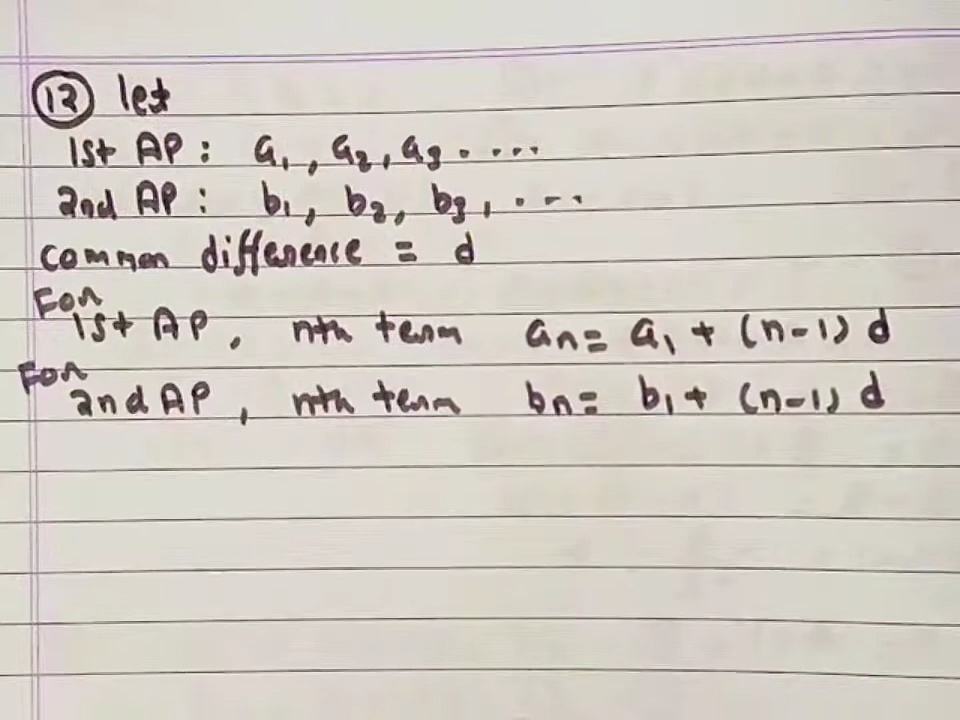 12 let
1st AP : a₁, a₂, a₃ . ...
2nd AP : b₁, b₂, b₃, ...
common difference = d
For
1st AP, nth term an = a₁ + (n-1) d
For
2nd AP, nth term bn = b₁ + (n-1) d